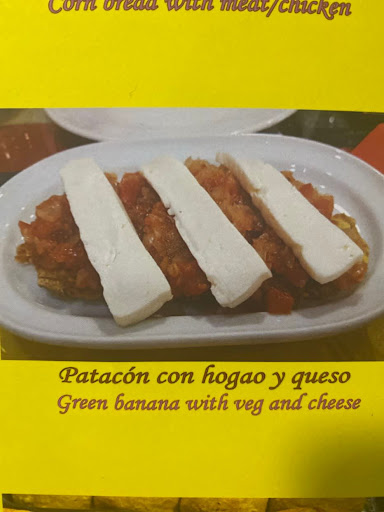 Corn bread with meat/chicken
Patacón con hogao y queso
Green banana with veg and cheese